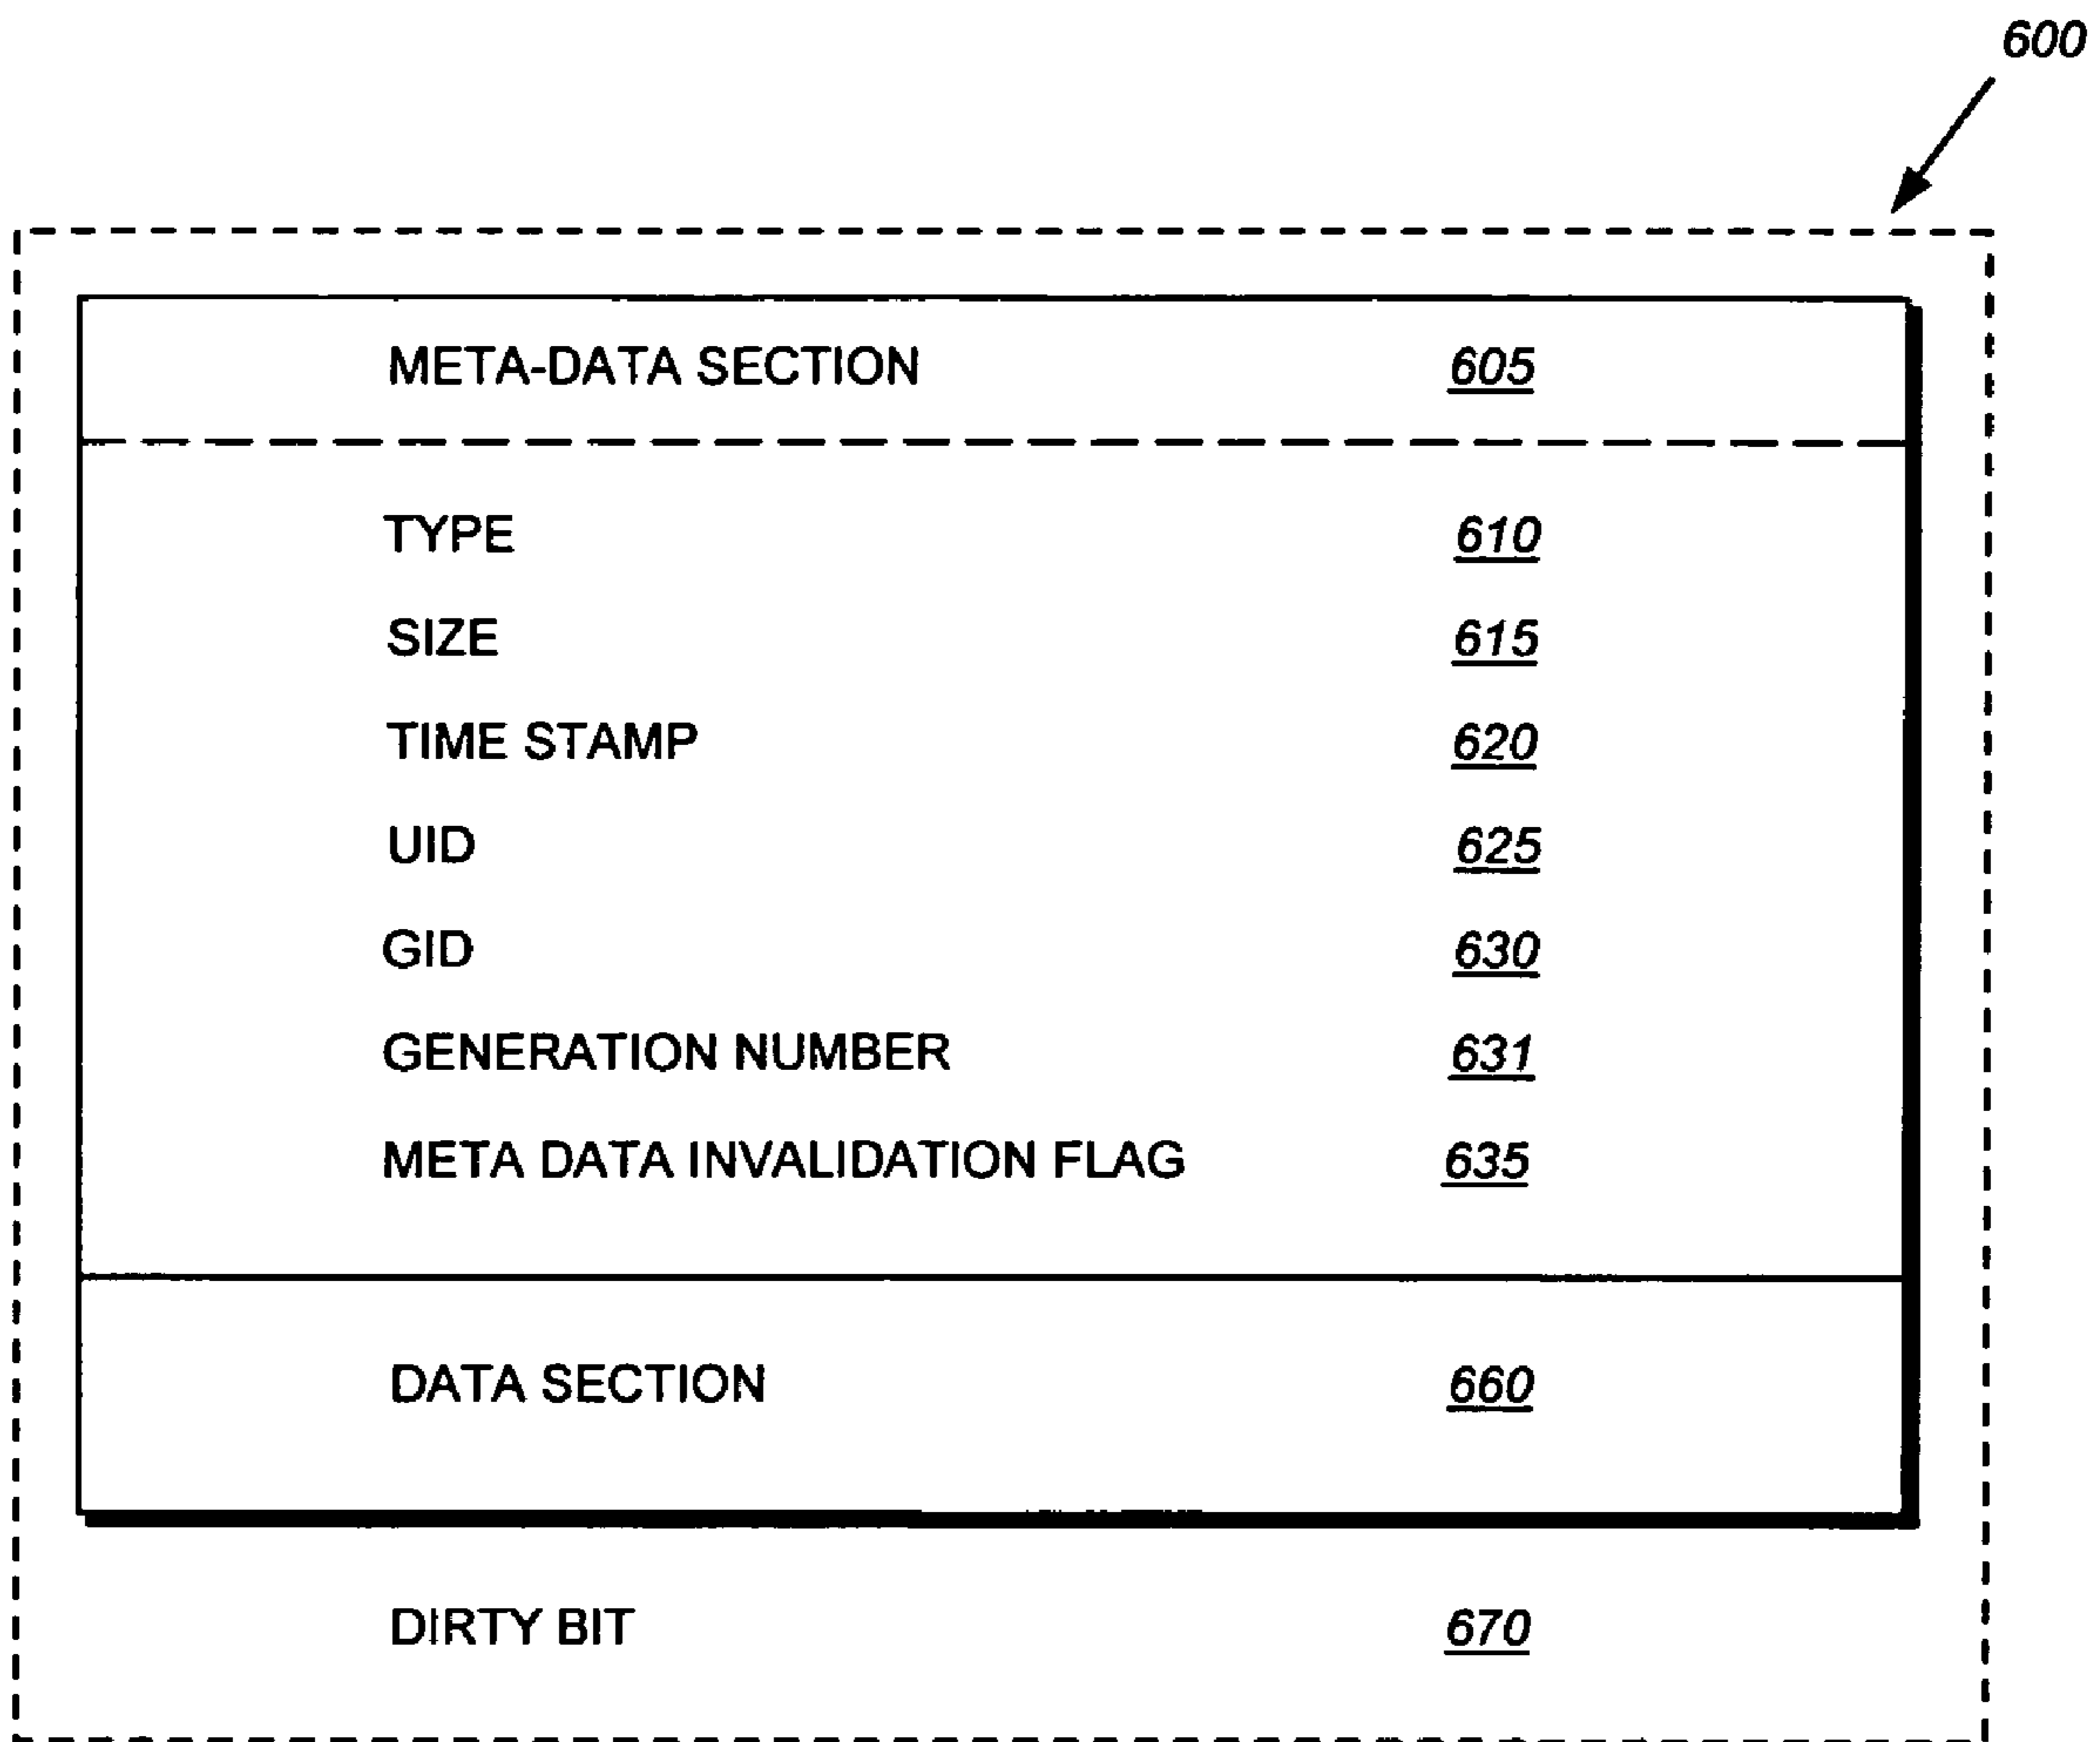 600
META-DATA SECTION 605
TYPE 610
SIZE 615
TIME STAMP 620
UID 625
GID 630
GENERATION NUMBER 631
META DATA INVALIDATION FLAG 635
DATA SECTION 660
DIRTY BIT 670